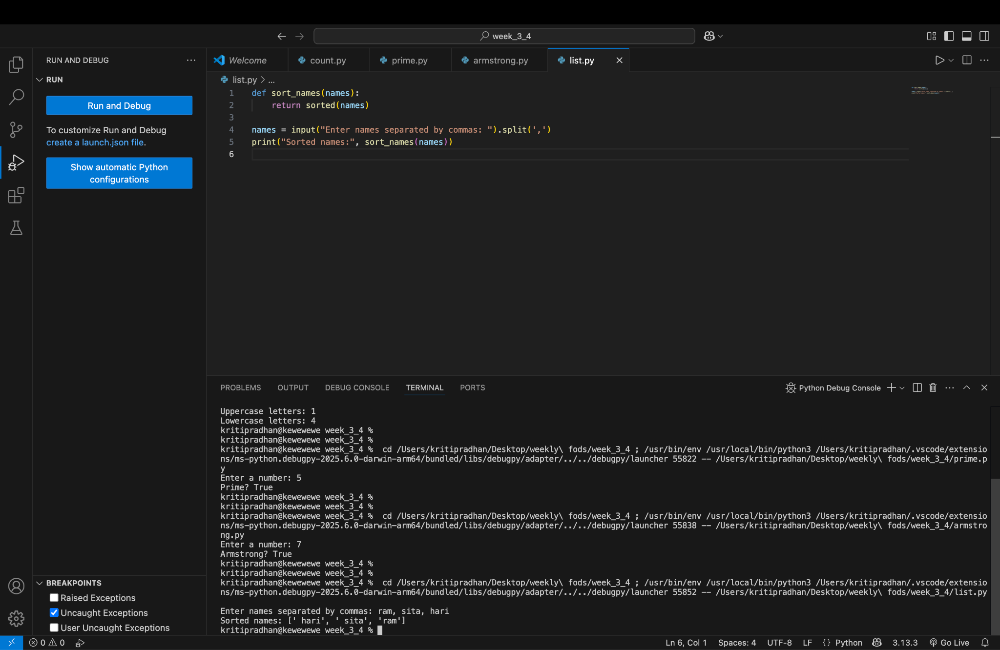 week_3_4
RUN AND DEBUG
RUN
Run and Debug
To customize Run and Debug
create a launch.json file.
Show automatic Python
configurations
BREAKPOINTS
Raised Exceptions
Uncaught Exceptions
User Uncaught Exceptions
Welcome count.py prime.py armstrong.py list.py
list.py > ...
1 def sort_names(names):
2     return sorted(names)
3
4 names = input("Enter names separated by commas: ").split(',')
5 print("Sorted names:", sort_names(names))
6
PROBLEMS OUTPUT DEBUG CONSOLE TERMINAL PORTS Python Debug Console
Uppercase letters: 1
Lowercase letters: 4
kritipradhan@kewewewe week_3_4 %
kritipradhan@kewewewe week_3_4 %
kritipradhan@kewewewe week_3_4 %  cd /Users/kritipradhan/Desktop/weekly\ fods/week_3_4 ; /usr/bin/env /usr/local/bin/python3 /Users/kritipradhan/.vscode/extensio
ns/ms-python.debugpy-2025.6.0-darwin-arm64/bundled/libs/debugpy/adapter/../../debugpy/launcher 55822 -- /Users/kritipradhan/Desktop/weekly\ fods/week_3_4/prime.p
y
Enter a number: 5
Prime? True
kritipradhan@kewewewe week_3_4 %
kritipradhan@kewewewe week_3_4 %
kritipradhan@kewewewe week_3_4 %  cd /Users/kritipradhan/Desktop/weekly\ fods/week_3_4 ; /usr/bin/env /usr/local/bin/python3 /Users/kritipradhan/.vscode/extensio
ns/ms-python.debugpy-2025.6.0-darwin-arm64/bundled/libs/debugpy/adapter/../../debugpy/launcher 55838 -- /Users/kritipradhan/Desktop/weekly\ fods/week_3_4/armstro
ng.py
Enter a number: 7
Armstrong? True
kritipradhan@kewewewe week_3_4 %
kritipradhan@kewewewe week_3_4 %
kritipradhan@kewewewe week_3_4 %  cd /Users/kritipradhan/Desktop/weekly\ fods/week_3_4 ; /usr/bin/env /usr/local/bin/python3 /Users/kritipradhan/.vscode/extensio
ns/ms-python.debugpy-2025.6.0-darwin-arm64/bundled/libs/debugpy/adapter/../../debugpy/launcher 55852 -- /Users/kritipradhan/Desktop/weekly\ fods/week_3_4/list.py
Enter names separated by commas: ram, sita, hari
Sorted names: [' hari', ' sita', 'ram']
kritipradhan@kewewewe week_3_4 %
0 0 Ln 6, Col 1 Spaces: 4 UTF-8 LF {} Python 3.13.3 Go Live